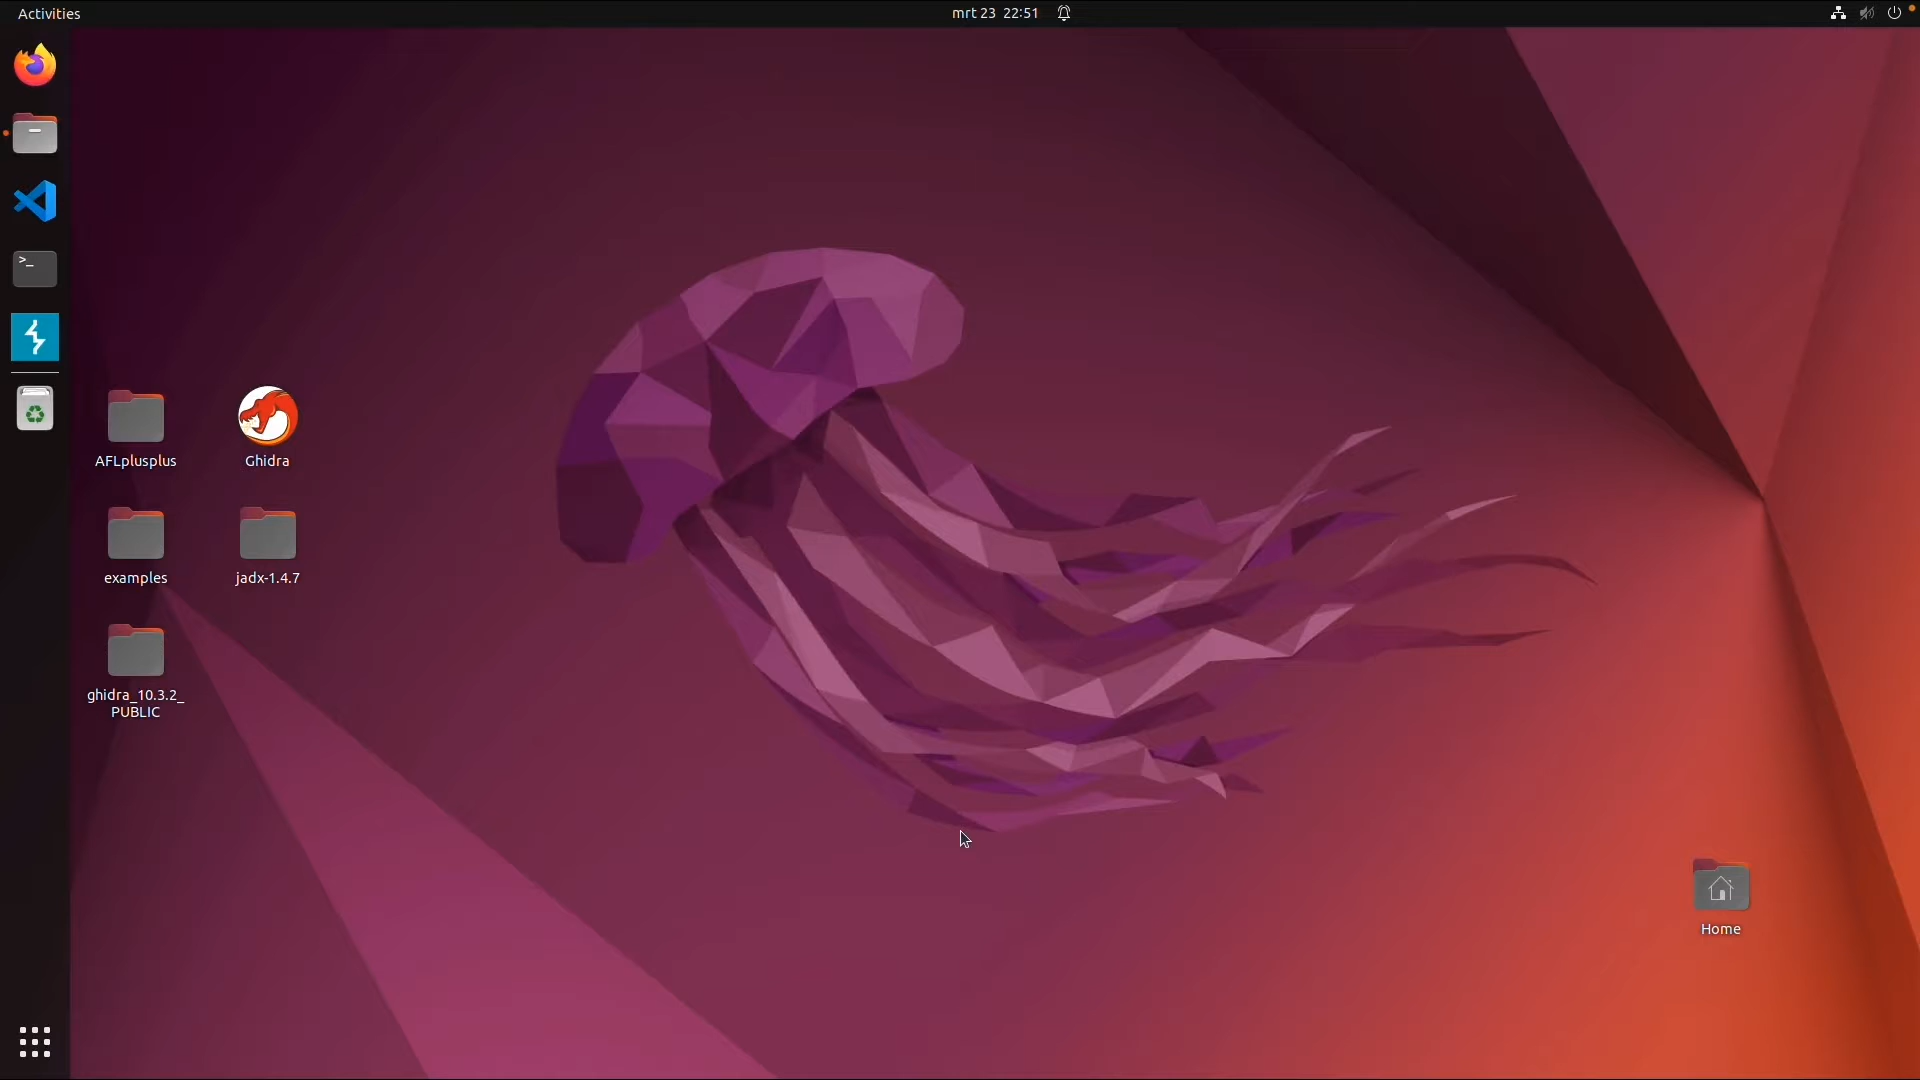 Activities
mrt 23 22:51
>_
AFLplusplus
Ghidra
examples
jadx-1.4.7
ghidra_10.3.2_
PUBLIC
Home